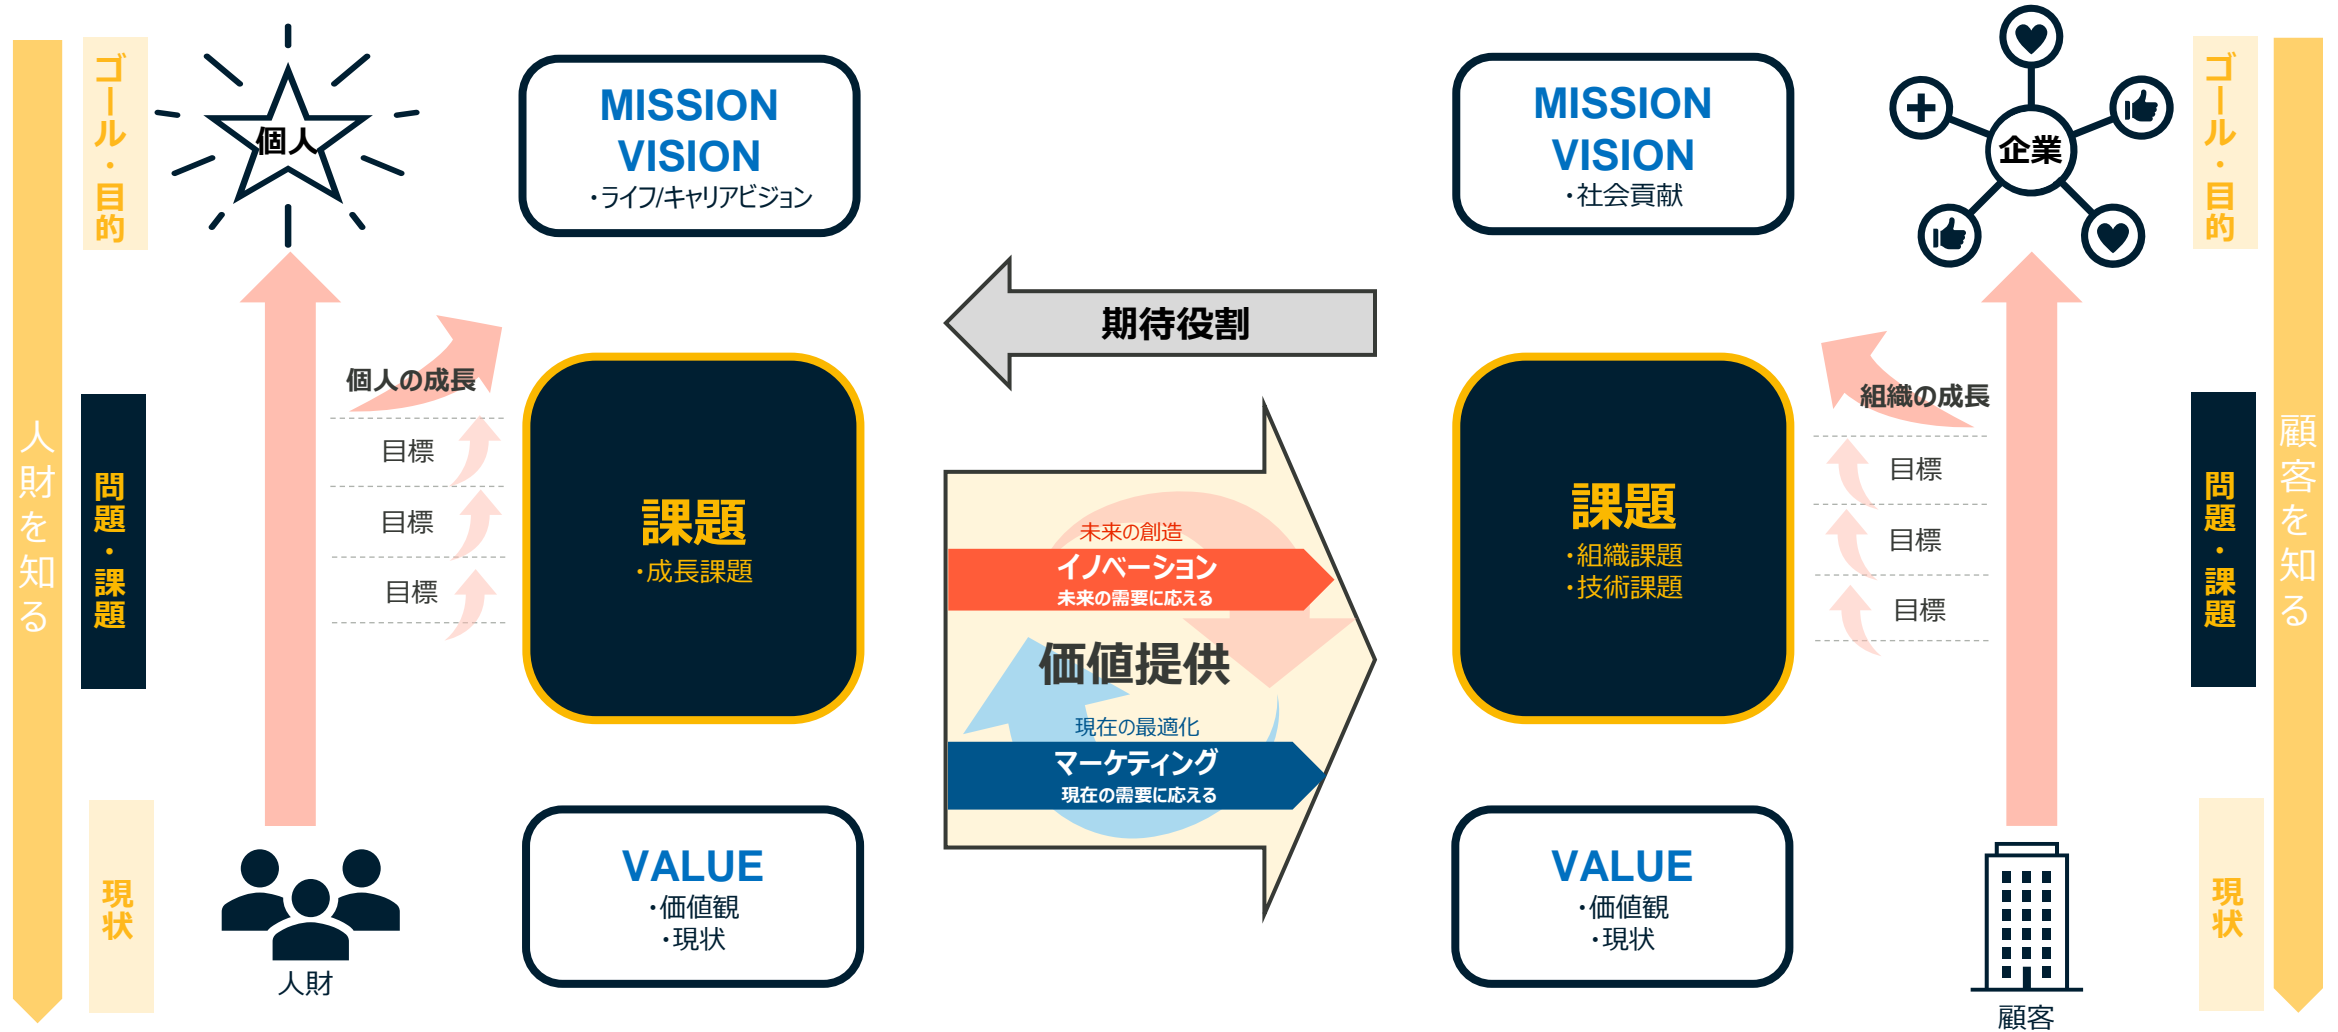 人財を知る
ゴール・目的
個人
MISSION
VISION
・ライフ/キャリアビジョン
問題・課題
個人の成長
目標
目標
目標
課題
・成長課題
現状
人財
VALUE
・価値観
・現状
期待役割
未来の創造
イノベーション
未来の需要に応える
価値提供
現在の最適化
マーケティング
現在の需要に応える
MISSION
VISION
・社会貢献
企業
ゴール・目的
課題
・組織課題
・技術課題
組織の成長
目標
目標
目標
問題・課題
VALUE
・価値観
・現状
顧客
現状
顧客を知る